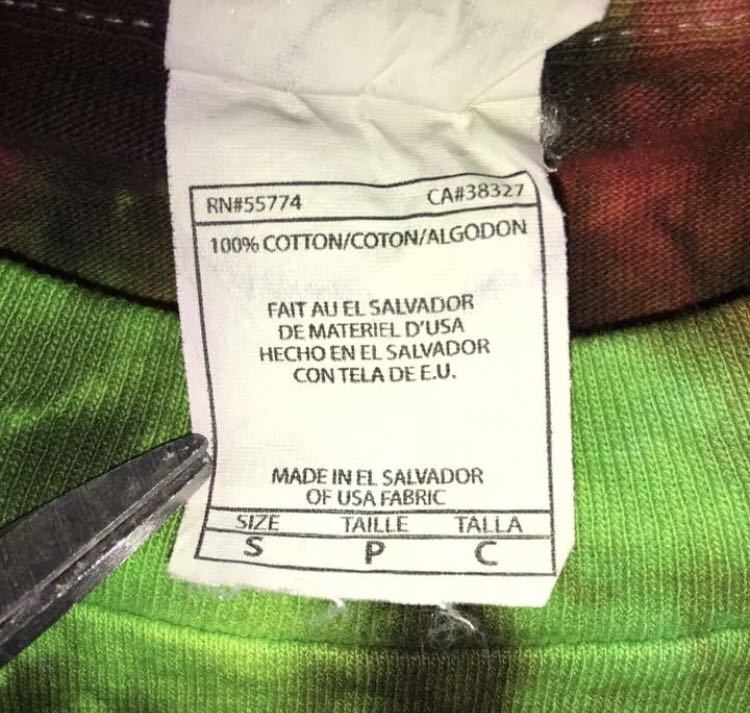 RN#55774 CA#38327
100% COTTON/COTON/ALGODON
FAIT AU EL SALVADOR
DE MATERIEL D'USA
HECHO EN EL SALVADOR
CON TELA DE E.U.
MADE IN EL SALVADOR
OF USA FABRIC
SIZE TAILLE TALLA
S P C